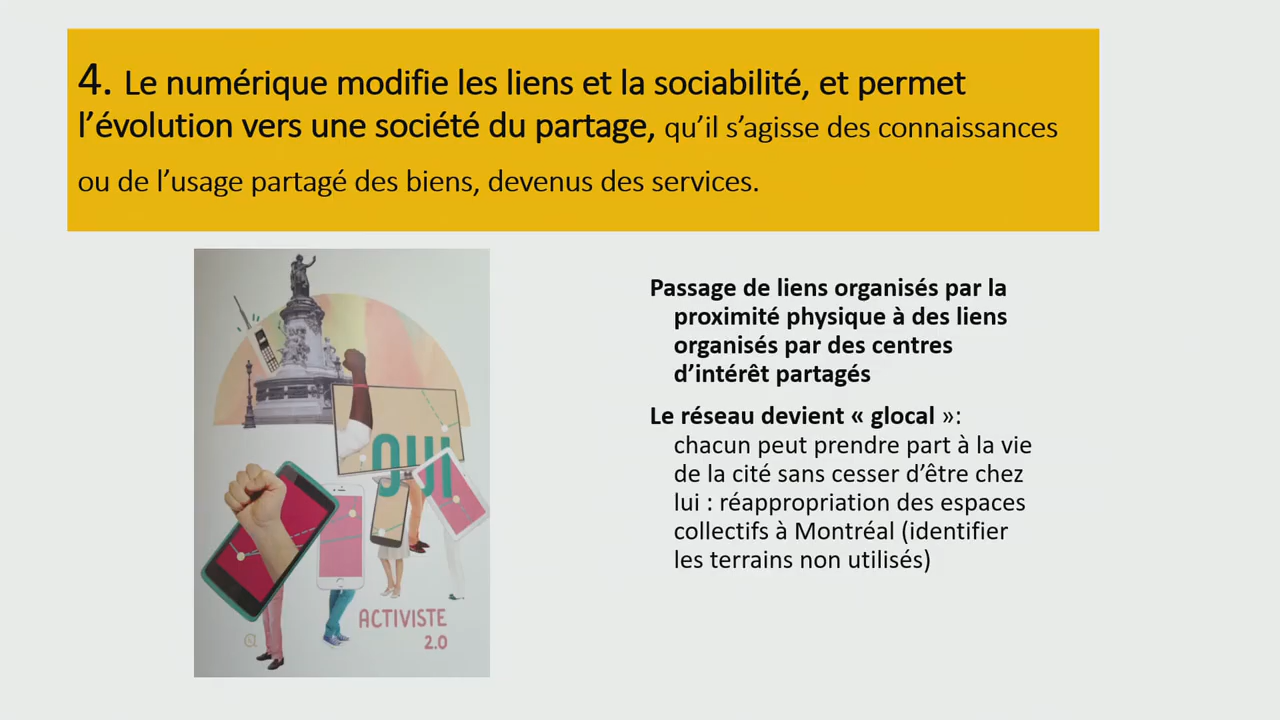 4. Le numérique modifie les liens et la sociabilité, et permet
l’évolution vers une société du partage, qu’il s’agisse des connaissances
ou de l’usage partagé des biens, devenus des services.
OUI
ACTIVISTE
2.0
Passage de liens organisés par la
proximité physique à des liens
organisés par des centres
d’intérêt partagés
Le réseau devient « glocal »:
chacun peut prendre part à la vie
de la cité sans cesser d’être chez
lui : réappropriation des espaces
collectifs à Montréal (identifier
les terrains non utilisés)